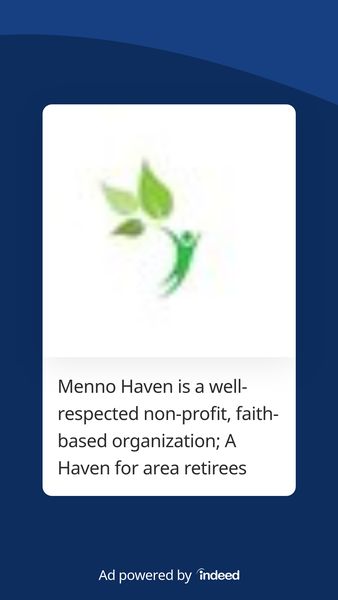 Menno Haven is a well-
respected non-profit, faith-
based organization; A
Haven for area retirees
Ad powered by indeed